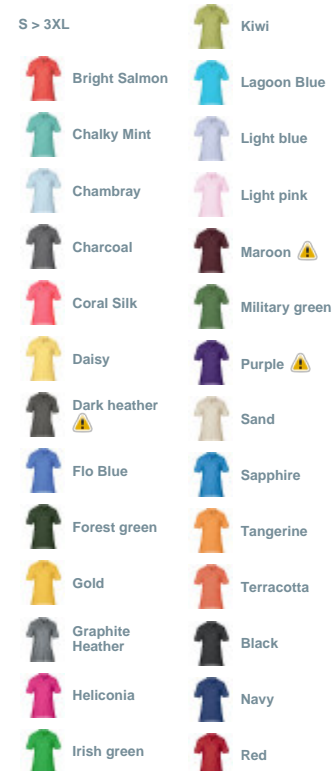 S > 3XL
Bright Salmon
Chalky Mint
Chambray
Charcoal
Coral Silk
Daisy
Dark heather
Flo Blue
Forest green
Gold
Graphite
Heather
Heliconia
Irish green
Kiwi
Lagoon Blue
Light blue
Light pink
Maroon
Military green
Purple
Sand
Sapphire
Tangerine
Terracotta
Black
Navy
Red